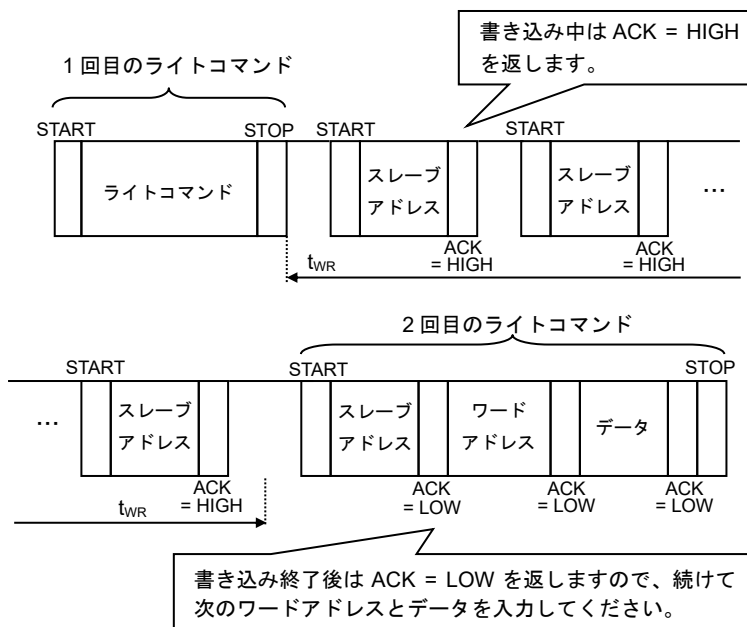 書き込み中は ACK = HIGH
を返します。
1 回目のライトコマンド
START STOP START START
ライトコマンド
スレーブ
アドレス
スレーブ
アドレス
…
ACK
= HIGH
ACK
= HIGH
tWR
2 回目のライトコマンド
START START STOP
…
スレーブ
アドレス
スレーブ
アドレス
ワード
アドレス
データ
ACK
= HIGH
ACK
= LOW
ACK
= LOW
ACK
= LOW
tWR
書き込み終了後は ACK = LOW を返しますので、続けて
次のワードアドレスとデータを入力してください。